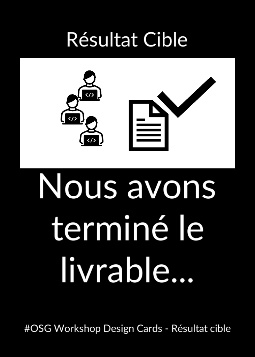 Résultat Cible
Nous avons
terminé le
livrable...
#OSG Workshop Design Cards - Résultat cible